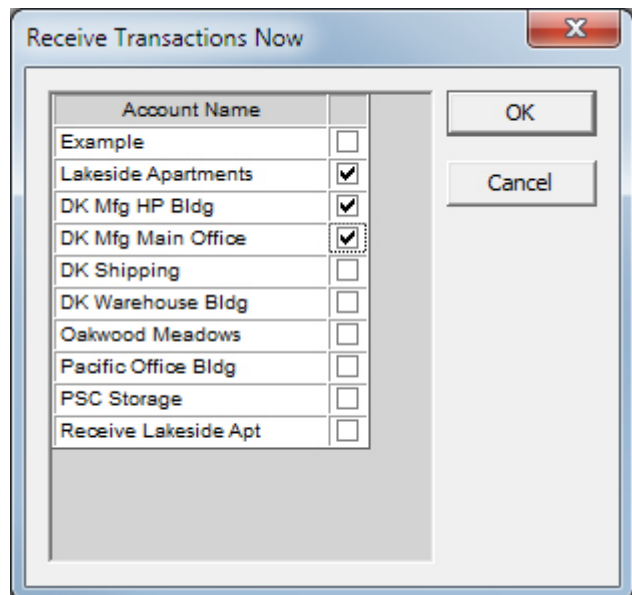 Receive Transactions Now
Account Name
OK
Example
Lakeside Apartments
Cancel
DK Mfg HP Bldg
DK Mfg Main Office
DK Shipping
DK Warehouse Bldg
Oakwood Meadows
Pacific Office Bldg
PSC Storage
Receive Lakeside Apt